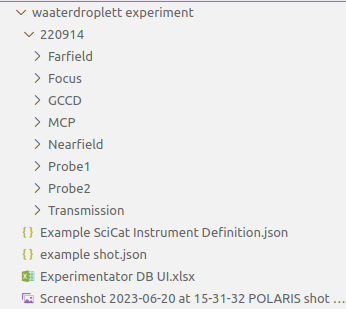 waaterdroplett experiment
220914
Farfield
Focus
GCCD
MCP
Nearfield
Probe1
Probe2
Transmission
{} Example SciCat Instrument Definition.json
{} example shot.json
Experimentator DB UI.xlsx
Screenshot 2023-06-20 at 15-31-32 POLARIS shot ...